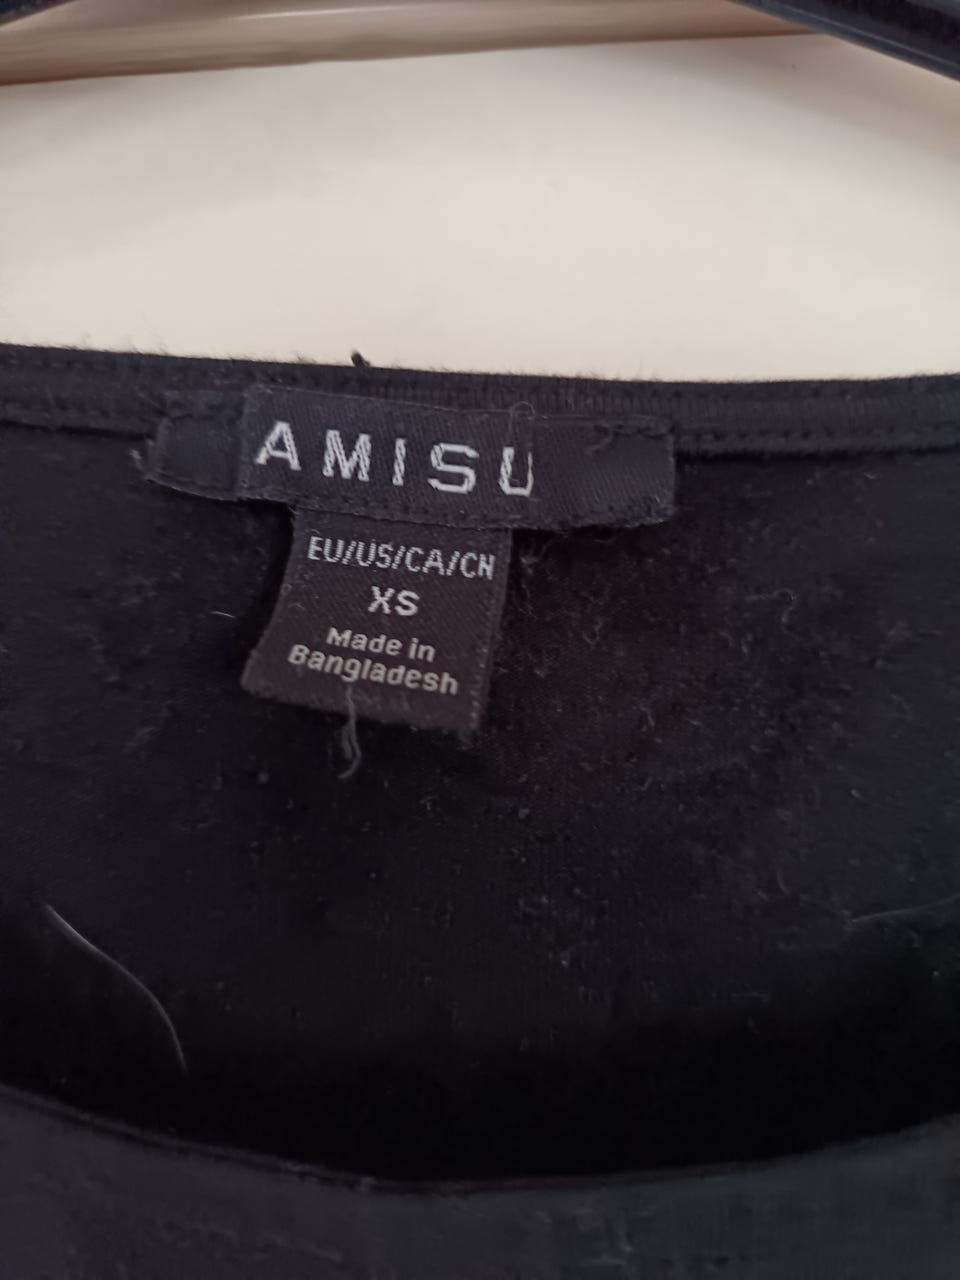 AMISU
EU/US/CA/CN
XS
Made in
Bangladesh